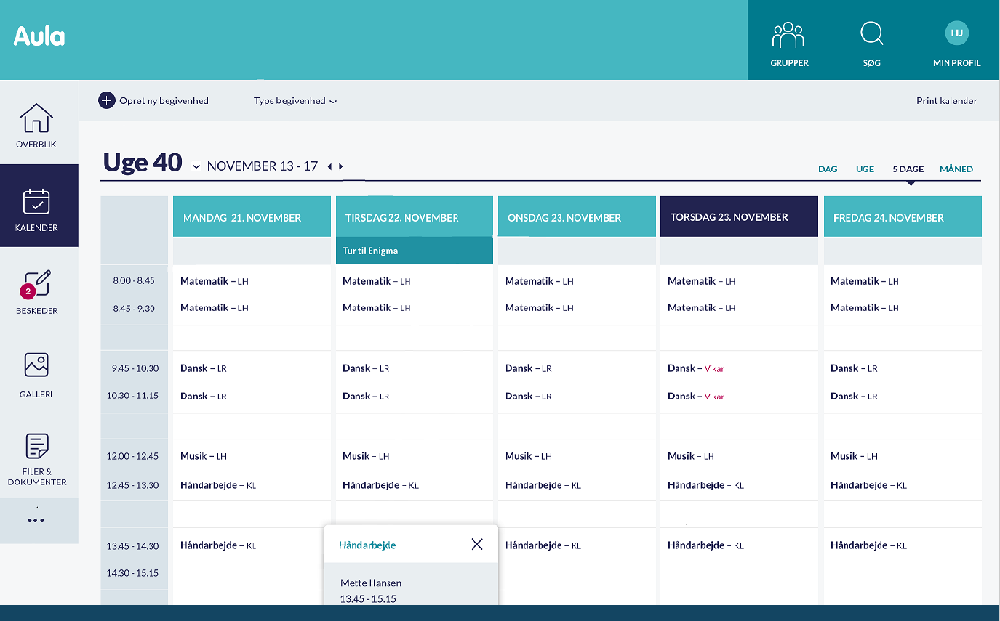 Aula
GRUPPER
SØG
HJ
MIN PROFIL
Opret ny begivenhed
Type begivenhed
Print kalender
OVERBLIK
KALENDER
2
BESKEDER
GALLERI
FILER &
DOKUMENTER
Uge 40 NOVEMBER 13 - 17
DAG UGE 5 DAGE MÅNED
MANDAG 21. NOVEMBER TIRSDAG 22. NOVEMBER ONSDAG 23. NOVEMBER TORSDAG 23. NOVEMBER FREDAG 24. NOVEMBER
Tur til Enigma
8.00 - 8.45 Matematik – LH Matematik – LH Matematik – LH Matematik – LH Matematik – LH
8.45 - 9.30 Matematik – LH Matematik – LH Matematik – LH Matematik – LH Matematik – LH
9.45 - 10.30 Dansk – LR Dansk – LR Dansk – LR Dansk – Vikar Dansk – LR
10.30 - 11.15 Dansk – LR Dansk – LR Dansk – LR Dansk – Vikar Dansk – LR
12.00 - 12.45 Musik – LH Musik – LH Musik – LH Musik – LH Musik – LH
12.45 - 13.30 Håndarbejde – KL Håndarbejde – KL Håndarbejde – KL Håndarbejde – KL Håndarbejde – KL
13.45 - 14.30 Håndarbejde – KL Håndarbejde Håndarbejde – KL Håndarbejde – KL Håndarbejde – KL
14.30 - 15.15
Mette Hansen
13.45 - 15.15